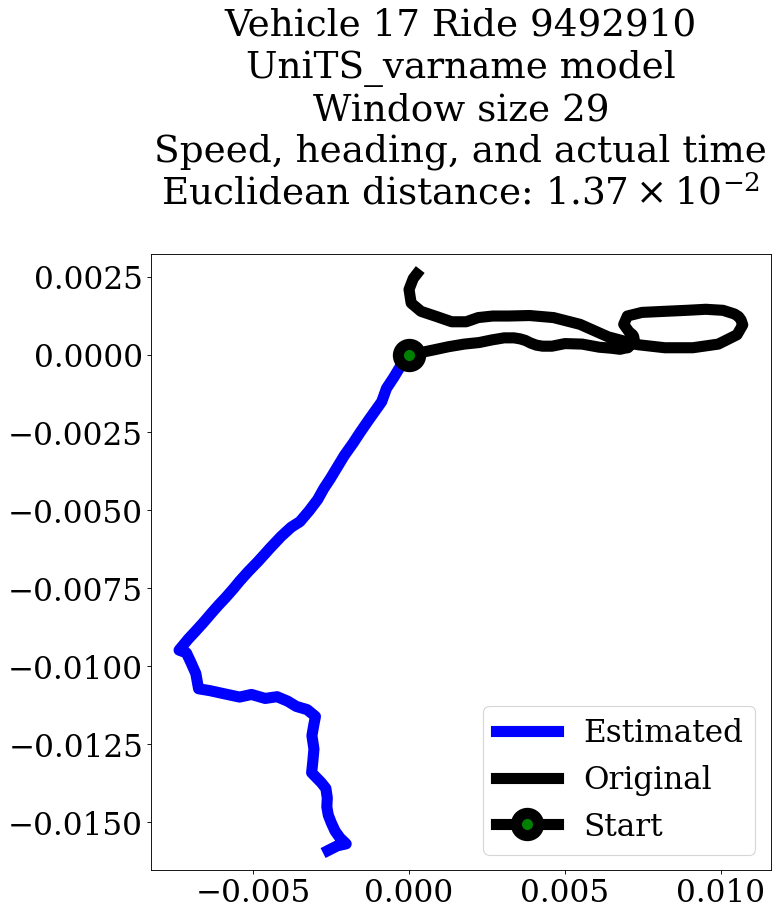 Vehicle 17 Ride 9492910
UniTS_varname model
Window size 29
Speed, heading, and actual time
Euclidean distance: 1.37 × 10⁻²
0.0025
0.0000
−0.0025
−0.0050
−0.0075
−0.0100
−0.0125
−0.0150
Estimated
Original
Start
−0.005 0.000 0.005 0.010